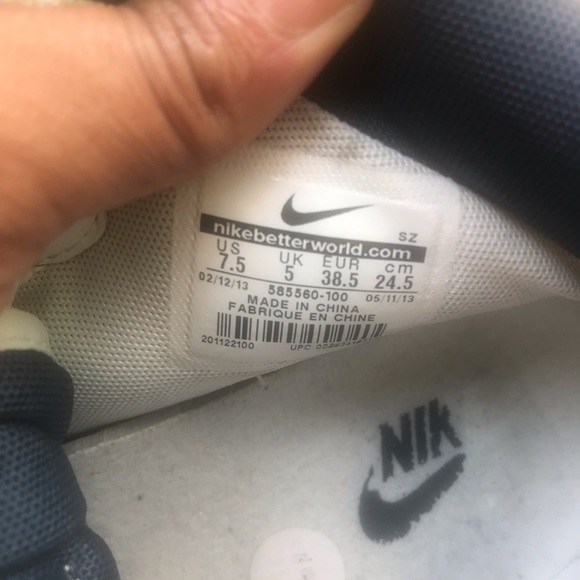 SZ
nikebetterworld.com
US UK EUR cm
7.5 5 38.5 24.5
02/12/13 05/11/13
585560-100
MADE IN CHINA
FABRIQUE EN CHINE
201122100 UPC
NIK